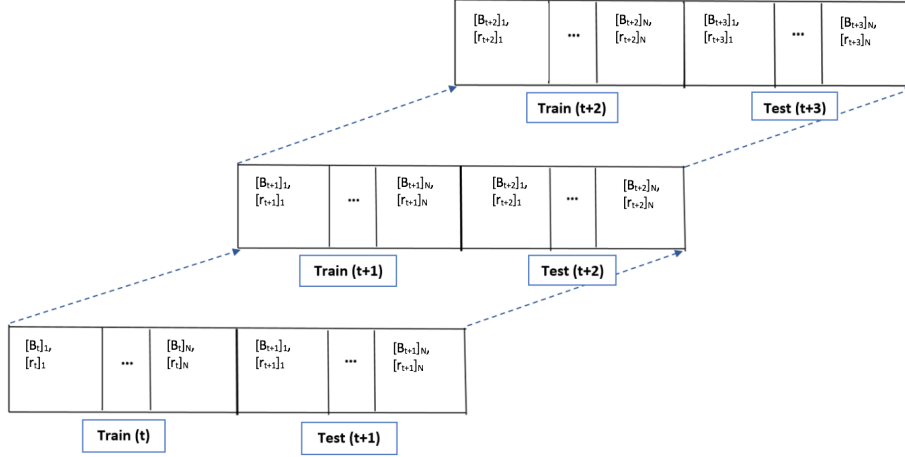 [Bt+2]1, ... [Bt+2]N, [Bt+3]1, ... [Bt+3]N,
[rt+2]1 [rt+2]N [rt+3]1 [rt+3]N
Train (t+2) Test (t+3)
[Bt+1]1, ... [Bt+1]N, [Bt+2]1, ... [Bt+2]N,
[rt+1]1 [rt+1]N [rt+2]1 [rt+2]N
Train (t+1) Test (t+2)
[Bt]1, ... [Bt]N, [Bt+1]1, ... [Bt+1]N,
[rt]1 [rt]N [rt+1]1 [rt+1]N
Train (t) Test (t+1)